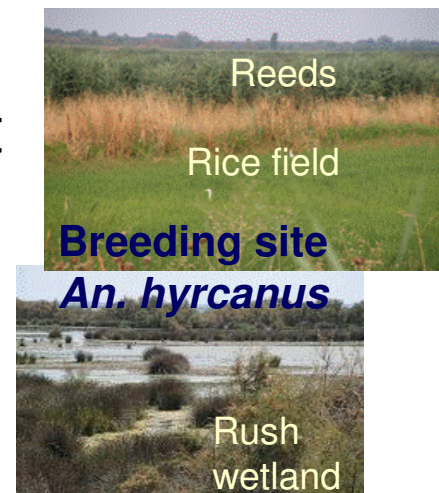 Reeds
Rice field
Breeding site
An. hyrcanus
Rush
wetland